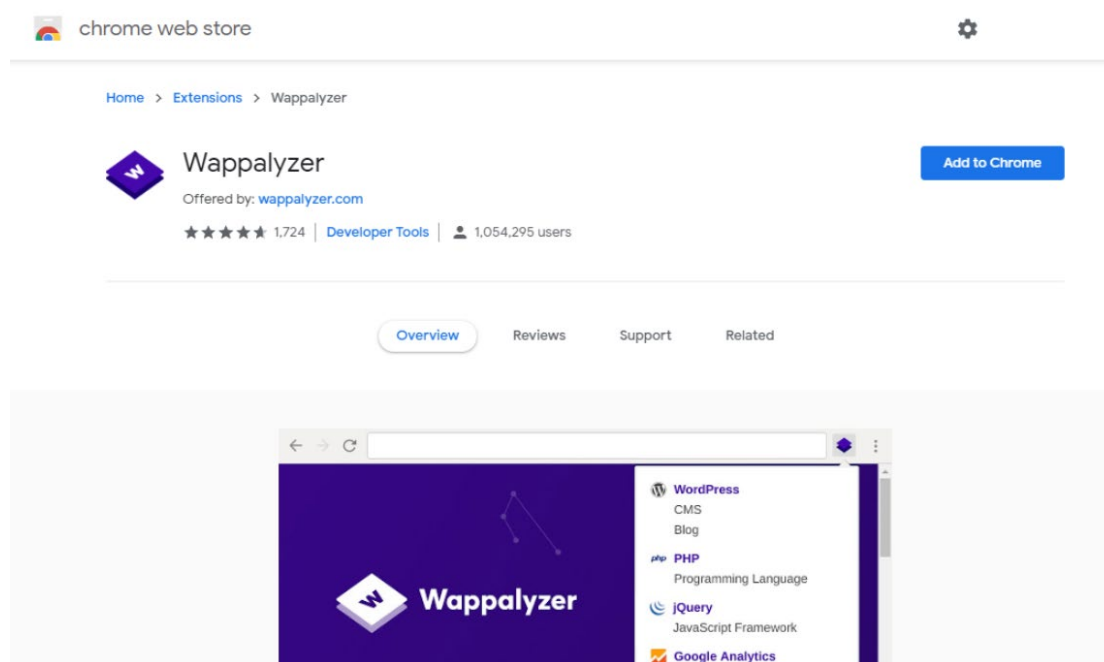 chrome web store
Home > Extensions > Wappalyzer
W
Wappalyzer
Add to Chrome
Offered by: wappalyzer.com
1,724 | Developer Tools | 1,054,295 users
Overview Reviews Support Related
WordPress
CMS
Blog
php PHP
Programming Language
W Wappalyzer
jQuery
JavaScript Framework
Google Analytics